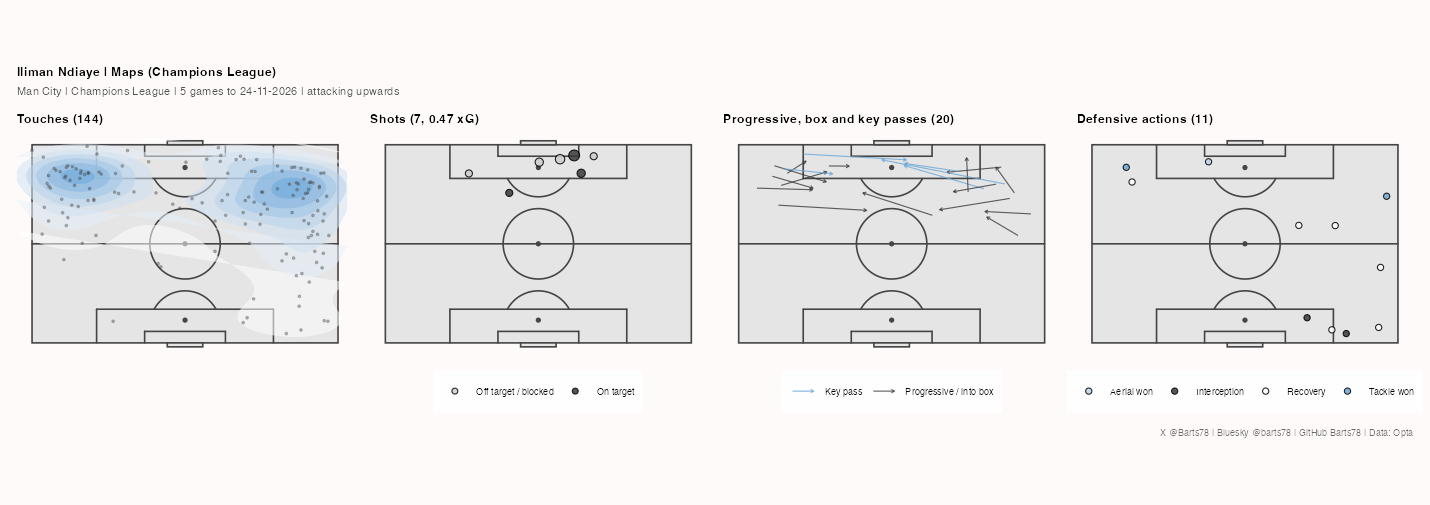 Iliman Ndiaye | Maps (Champions League)
Man City | Champions League | 5 games to 24-11-2026 | attacking upwards
Touches (144)
Shots (7, 0.47 xG)
Progressive, box and key passes (20)
Defensive actions (11)
Off target / blocked
On target
Key pass
Progressive / into box
Aerial won
Interception
Recovery
Tackle won
X @Barts78 | Bluesky @barts78 | GitHub Barts78 | Data: Opta